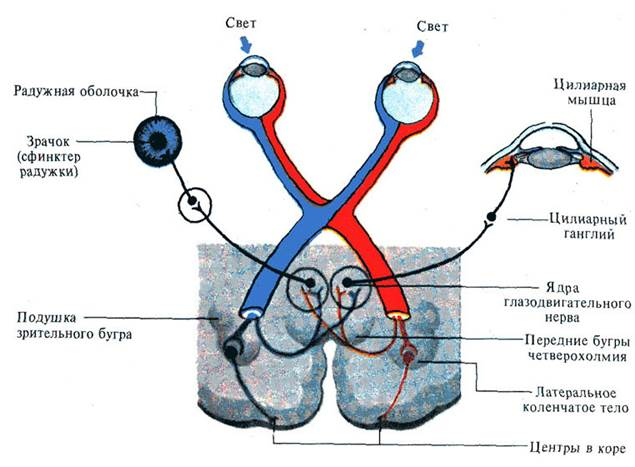 Свет
Свет
Радужная оболочка
Зрачок
(сфинктер
радужки)
Цилиарная
мышца
Цилиарный
ганглий
Ядра
глазодвигательного
нерва
Подушка
зрительного бугра
Передние бугры
четверохолмия
Латеральное
коленчатое тело
Центры в коре